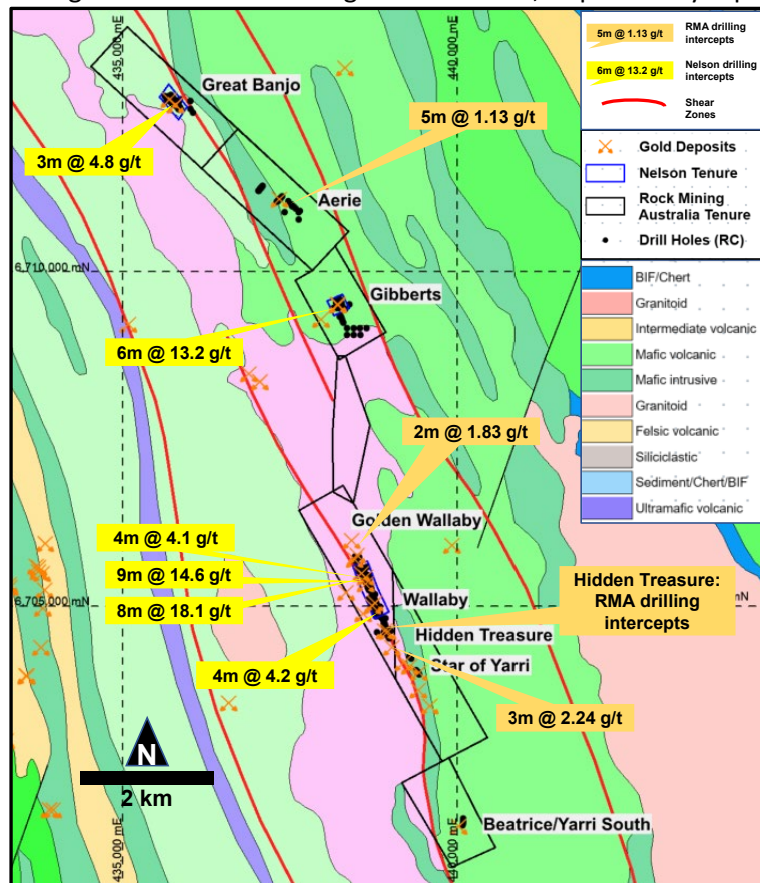 435,000 mE
440,000 mE
Great Banjo
5m @ 1.13 g/t
3m @ 4.8 g/t
Aerie
6,710,000 mN
Gibberts
6m @ 13.2 g/t
2m @ 1.83 g/t
Golden Wallaby
4m @ 4.1 g/t
9m @ 14.6 g/t
8m @ 18.1 g/t
Hidden Treasure:
RMA drilling
intercepts
6,705,000 mN
Wallaby
Hidden Treasure
Star of Yarri
4m @ 4.2 g/t
3m @ 2.24 g/t
N
2 km
Beatrice/Yarri South
435,000 mE
440,000 mE
5m @ 1.13 g/t
RMA drilling
intercepts
6m @ 13.2 g/t
Nelson drilling
intercepts
Shear
Zones
Gold Deposits
Nelson Tenure
Rock Mining
Australia Tenure
Drill Holes (RC)
BIF/Chert
Granitoid
Intermediate volcanic
Mafic volcanic
Mafic intrusive
Granitoid
Felsic volcanic
Siliciclastic
Sediment/Chert/BIF
Ultramafic volcanic